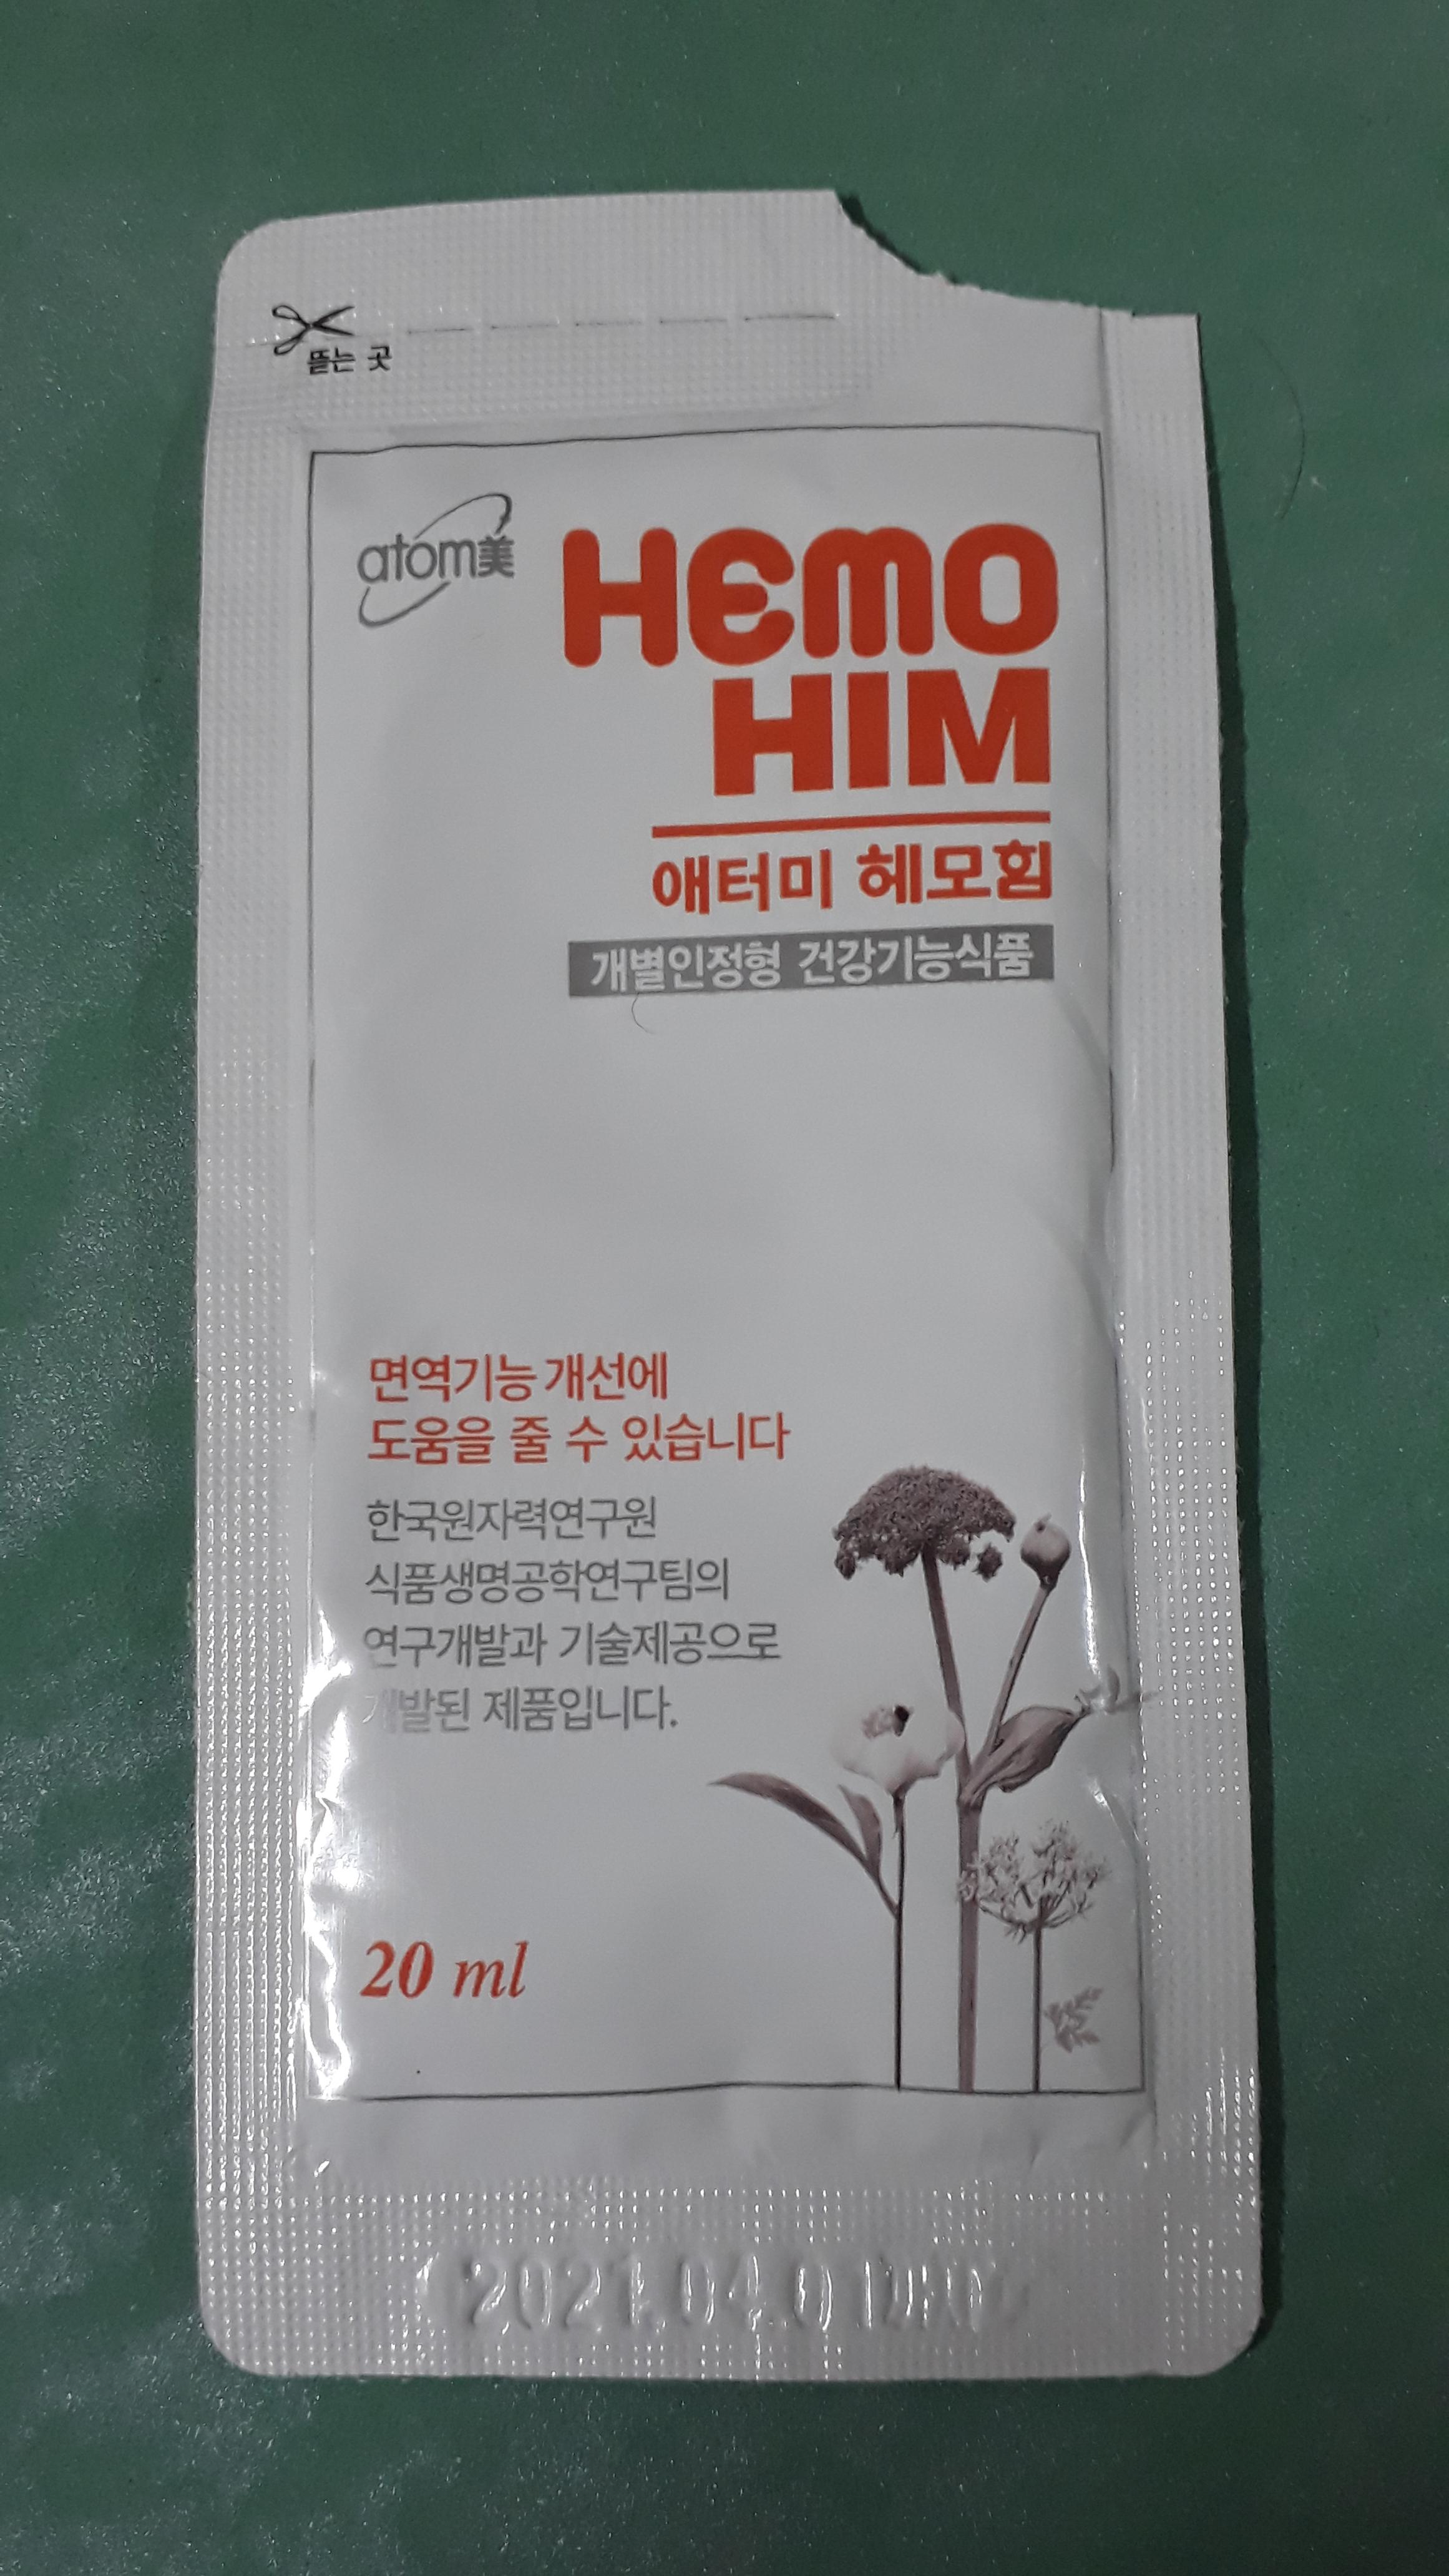 뜯는 곳
atom美
HEMO
HIM
애터미 헤모힘
개별인정형 건강기능식품
면역기능 개선에
도움을 줄 수 있습니다
한국원자력연구원
식품생명공학연구팀의
연구개발과 기술제공으로
개발된 제품입니다.
20 ml
2021.04.01